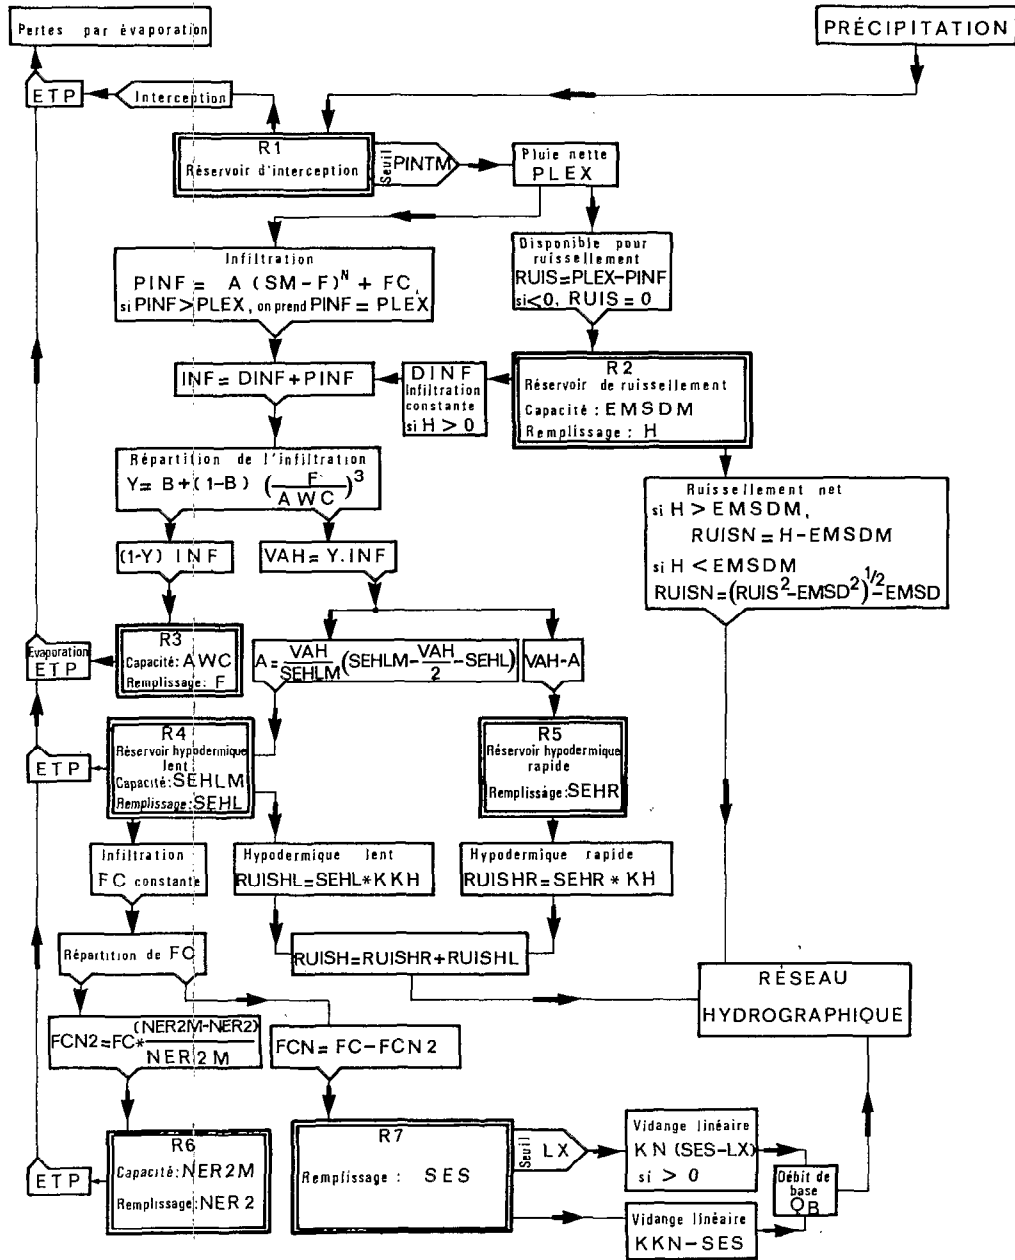 Pertes par évaporation
PRÉCIPITATION
ETP
Interception
R1
Réservoir d'interception
Seuil
PINTM
Pluie nette
PLEX
Infiltration
PINF = A (SM-F)^N + FC,
si PINF>PLEX, on prend PINF = PLEX
Disponible pour
ruissellement
RUIS=PLEX-PINF
si<0, RUIS = 0
INF = DINF+PINF
DINF
Infiltration
constante
si H > 0
R2
Réservoir de ruissellement
Capacité : EMSDM
Remplissage : H
Répartition de l'infiltration
Y= B+(1-B) (F/AWC)^3
Ruissellement net
si H > EMSDM,
RUISN = H-EMSDM
si H < EMSDM
RUISN=(RUIS²-EMSD²)^1/2-EMSD
(1-Y) INF
VAH= Y.INF
Evaporation
ETP
R3
Capacité: AWC
Remplissage: F
A=VAH/SEHLM(SEHLM-VAH/2-SEHL)
VAH-A
ETP
R4
Réservoir hypodermique
lent
Capacité:SEHLM
Remplissage:SEHL
R5
Réservoir hypodermique
rapide
Remplissage:SEHR
Infiltration
FC constante
Hypodermique lent
RUISHL=SEHL*KKH
Hypodermique rapide
RUISHR=SEHR * KH
Répartition de FC
RUISH=RUISHR+RUISHL
RÉSEAU
HYDROGRAPHIQUE
FCN2=FC*(NER2M-NER2)/NER2M
FCN= FC-FCN2
ETP
R6
Capacité:NER2M
Remplissage:NER2
R7
Remplissage : SES
Seuil
LX
Vidange linéaire
KN (SES-LX)
si > 0
Débit de
base
QB
Vidange linéaire
KKN-SES